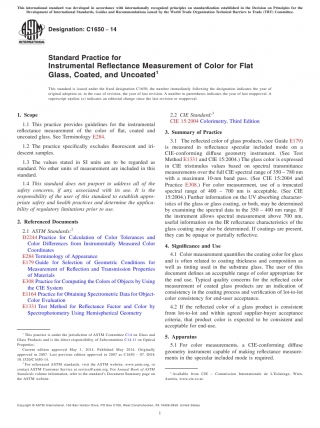 This international standard was developed in accordance with internationally recognized principles on standardization established in the Decision on Principles for the
Development of International Standards, Guides and Recommendations issued by the World Trade Organization Technical Barriers to Trade (TBT) Committee.
Designation: C1650 − 14
Standard Practice for
Instrumental Reflectance Measurement of Color for Flat
Glass, Coated, and Uncoated1
This standard is issued under the fixed designation C1650; the number immediately following the designation indicates the year of
original adoption or, in the case of revision, the year of last revision. A number in parentheses indicates the year of last reapproval. A
superscript epsilon (ε) indicates an editorial change since the last revision or reapproval.
1. Scope
1.1 This practice provides guidelines for the instrumental
reflectance measurement of the color of flat, coated and
uncoated glass. See Terminology E284.
1.2 The practice specifically excludes fluorescent and iri-
descent samples.
1.3 The values stated in SI units are to be regarded as
standard. No other units of measurement are included in this
standard.
1.4 This standard does not purport to address all of the
safety concerns, if any, associated with its use. It is the
responsibility of the user of this standard to establish appro-
priate safety and health practices and determine the applica-
bility of regulatory limitations prior to use.
2. Referenced Documents
2.1 ASTM Standards:2
D2244 Practice for Calculation of Color Tolerances and
Color Differences from Instrumentally Measured Color
Coordinates
E284 Terminology of Appearance
E179 Guide for Selection of Geometric Conditions for
Measurement of Reflection and Transmission Properties
of Materials
E308 Practice for Computing the Colors of Objects by Using
the CIE System
E1164 Practice for Obtaining Spectrometric Data for Object-
Color Evaluation
E1331 Test Method for Reflectance Factor and Color by
Spectrophotometry Using Hemispherical Geometry
1 This practice is under the jurisdiction of ASTM Committee C14 on Glass and
Glass Products and is the direct responsibility of Subcommittee C14.11 on Optical
Properties.
Current edition approved May 1, 2014. Published May 2014. Originally
approved in 2007. Last previous edition approved in 2007 as C1650 – 07.
2 For referenced ASTM standards, visit the ASTM website, www.astm.org, or
contact ASTM Customer Service at service@astm.org. For Annual Book of ASTM
Standards volume information, refer to the standard's Document Summary page on
the ASTM website.
2.2 CIE Standard:3
CIE 15:2004 Colorimetry, Third Edition
3. Summary of Practice
3.1 The reflected color of glass products, (see Guide E179)
is measured in reflection specular included mode on a
CIE-conforming diffuse geometry instrument. (See Test
Method E1331 and CIE 15:2004.) The glass color is expressed
in CIE tristimulus values based on spectral transmittance
measurements over the full CIE spectral range of 350 – 780 nm
with a maximum 10-nm band pass. (See CIE 15:2004 and
Practice E308.) For color measurement, use of a truncated
spectral range of 400 – 700 nm is acceptable. (See CIE
15:2004.) Further information on the UV absorbing character-
istics of the glass or glass coating, or both, may be determined
by examining the spectral data in the 350 – 400 nm range. If
the instrument allows spectral measurement above 700 nm,
useful information on the IR reflectance characteristics of the
glass coating may also be determined. If coatings are present,
they can be opaque or partially reflective.
4. Significance and Use
4.1 Color measurement quantifies the coating color for glass
and is often related to coating thickness and composition as
well as tinting used in the substrate glass. The user of this
document defines an acceptable range of color appropriate for
the end use. Typical quality concerns for the reflected color
measurement of coated glass products are an indication of
consistency in the coating process and verification of lot-to-lot
color consistency for end-user acceptance.
4.2 If the reflected color of a glass product is consistent
from lot-to-lot and within agreed supplier-buyer acceptance
criteria, that product color is expected to be consistent and
acceptable for end-use.
5. Apparatus
5.1 For color measurements, a CIE-conforming diffuse
geometry instrument capable of making reflectance measure-
ments in the specular included mode is required.
3 Available from CIE - Commission Internationale de L'Eclairage, Wien,
Austria, www.cie.co.at.
Copyright © ASTM International, 100 Barr Harbor Drive, PO Box C700, West Conshohocken, PA 19428-2959. United States
1